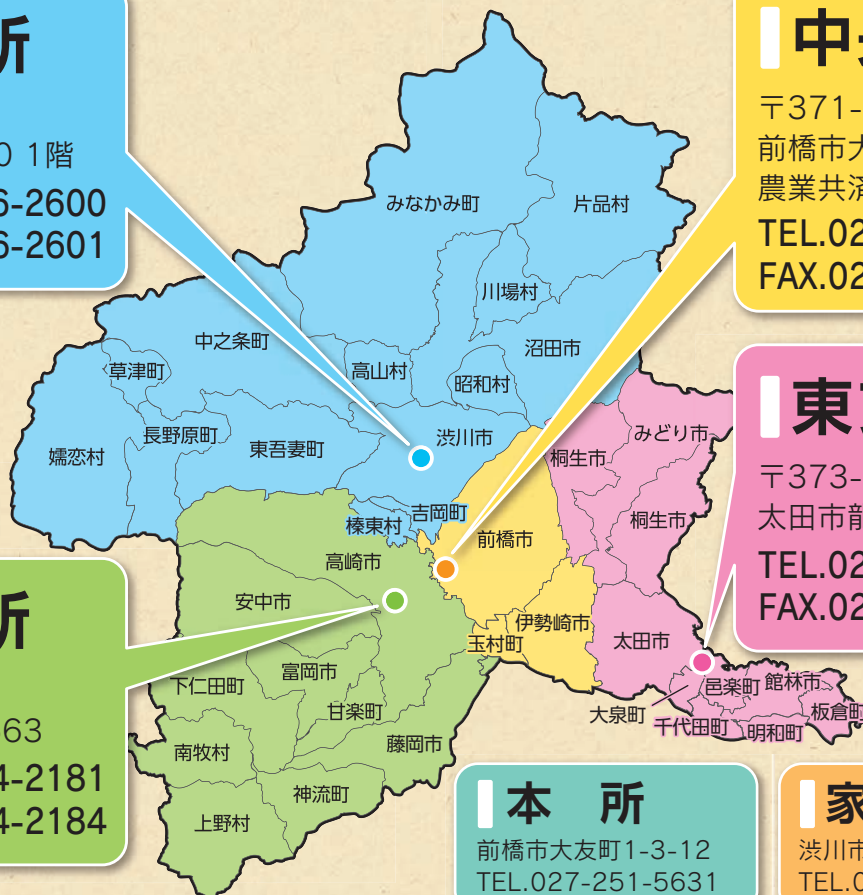 所
1階
6-2600
6-2601
中
〒371-
前橋市大
農業共済
TEL.02
FAX.02
みなかみ町
片品村
川場村
中之条町
沼田市
草津町
高山村
昭和村
嬬恋村
長野原町
東吾妻町
渋川市
みどり市
桐生市
榛東村
吉岡町
前橋市
桐生市
高崎市
安中市
伊勢崎市
玉村町
太田市
東
〒373-
太田市
TEL.02
FAX.02
所
63
4-2181
4-2184
下仁田町
富岡市
甘楽町
南牧村
藤岡市
神流町
上野村
大泉町
邑楽町
館林市
千代田町
明和町
板倉町
本 所
前橋市大友町1-3-12
TEL.027-251-5631
家
渋川市
TEL.0